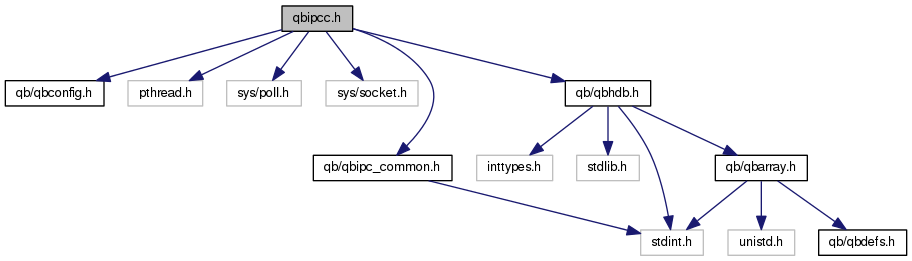 qbipcc.h
qb/qbconfig.h
pthread.h
sys/poll.h
sys/socket.h
qb/qbhdb.h
qb/qbipc_common.h
inttypes.h
stdlib.h
qb/qbarray.h
stdint.h
unistd.h
qb/qbdefs.h